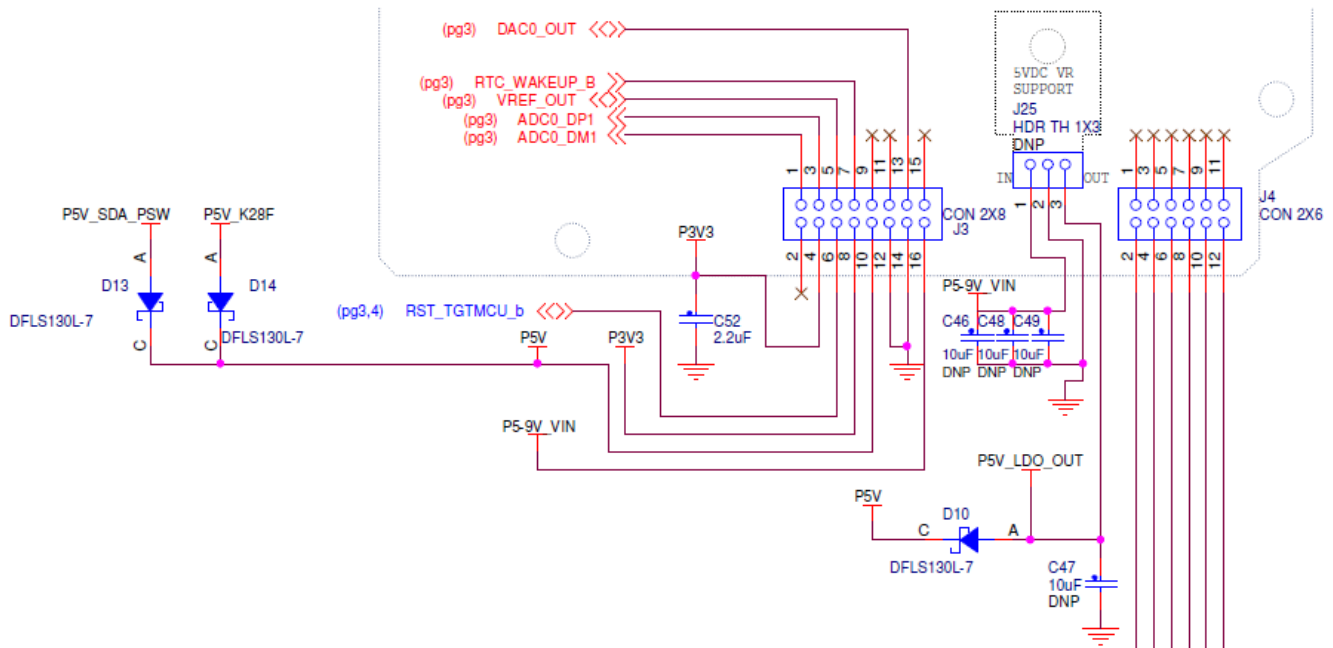 (pg3) DAC0_OUT
(pg3) RTC_WAKEUP_B
(pg3) VREF_OUT
(pg3) ADC0_DP1
(pg3) ADC0_DM1
5VDC VR
SUPPORT
J25
HDR TH 1X3
DNP
IN OUT
1 2 3
1 3 5 7 9 11 13 15
CON 2X8
J3
2 4 6 8 10 12 14 16
1 3 5 7 9 11
J4
CON 2X6
2 4 6 8 10 12
P5V_SDA_PSW P5V_K28F
A A
D13 D14
DFLS130L-7 DFLS130L-7
C C
P3V3
C52
2.2uF
(pg3,4) RST_TGTMCU_b
P5V P3V3
P5-9V_VIN
P5-9V_VIN
C46 C48 C49
10uF 10uF 10uF
DNP DNP DNP
P5V_LDO_OUT
P5V
D10
C A
DFLS130L-7
C47
10uF
DNP